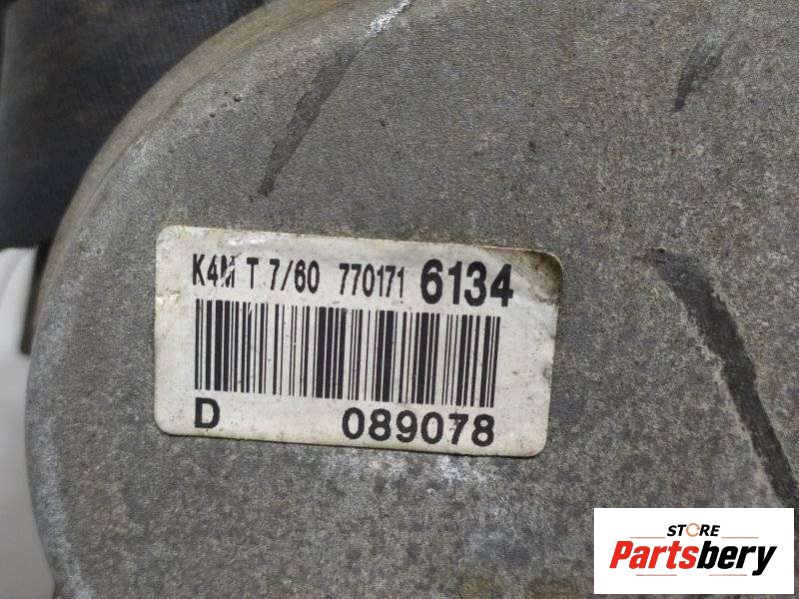 K4M T 7/60 770171 6134
D 089078
STORE
Partsbery